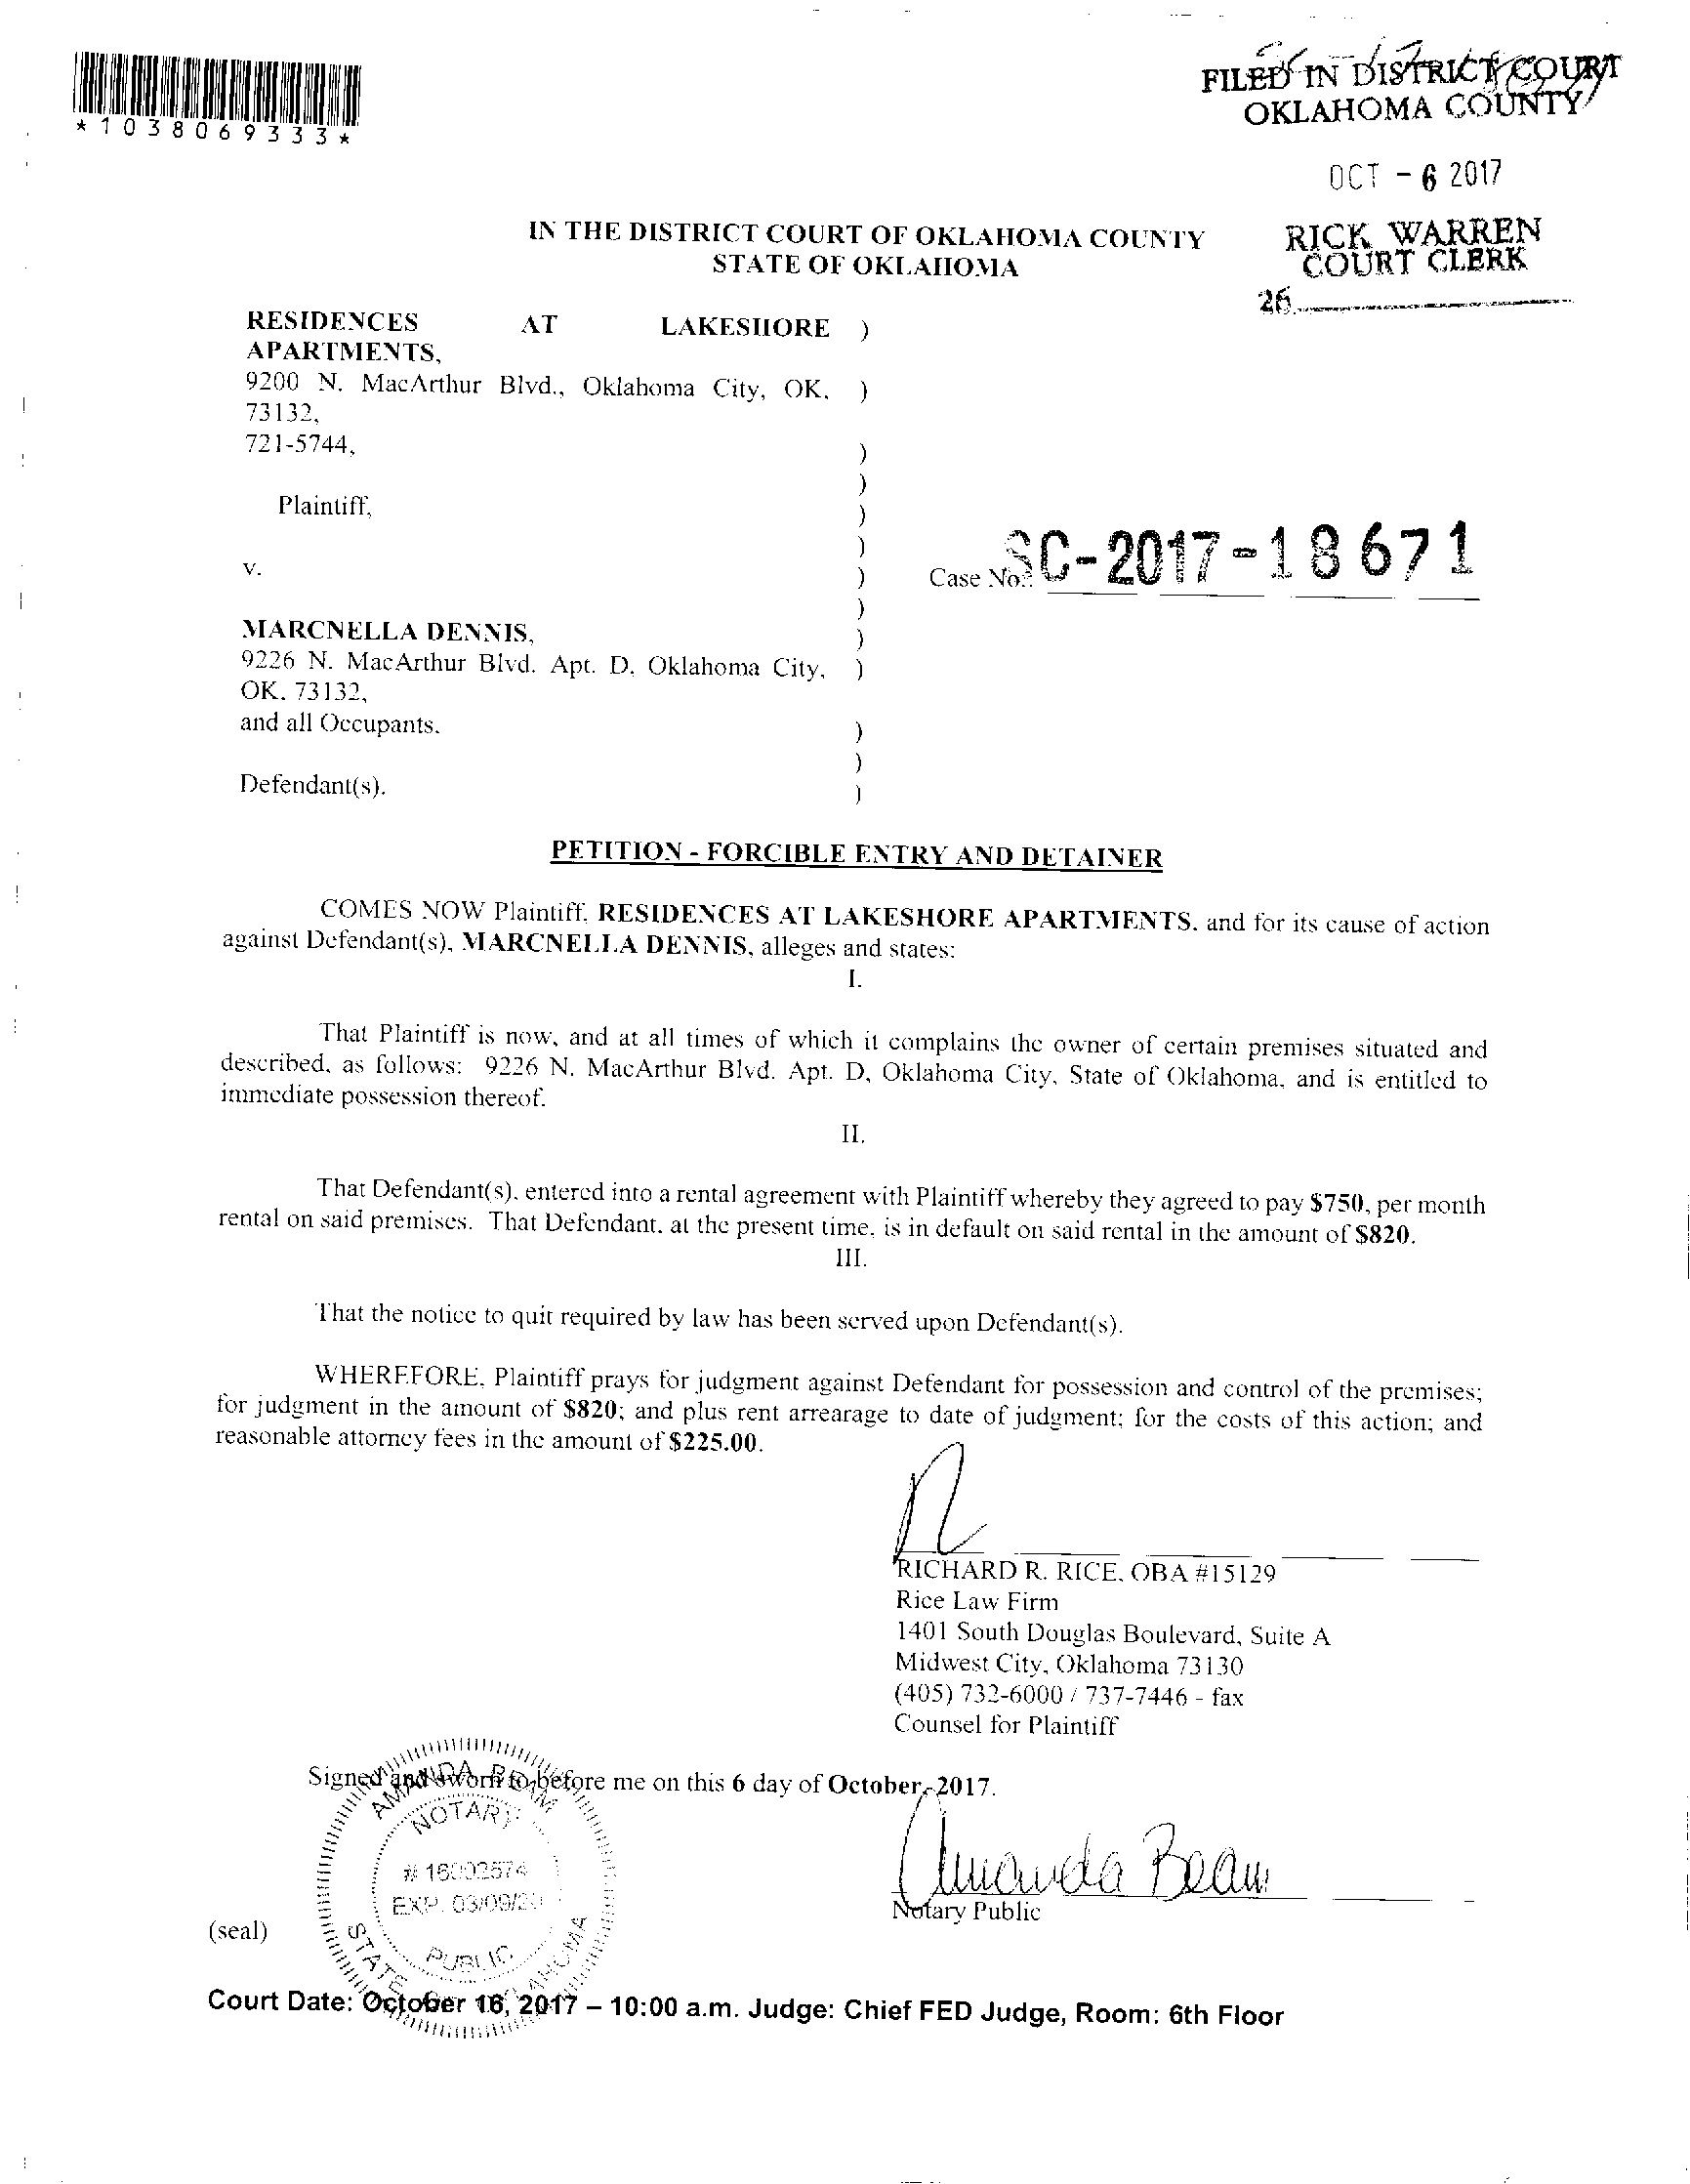 *1038069333*
FILED IN DISTRICT COURT
OKLAHOMA COUNTY
OCT - 6 2017
RICK WARREN
COURT CLERK
26
IN THE DISTRICT COURT OF OKLAHOMA COUNTY
STATE OF OKLAHOMA
RESIDENCES AT LAKESHORE )
APARTMENTS,
9200 N. MacArthur Blvd., Oklahoma City, OK. )
73132,
721-5744, )
)
Plaintiff, )
)
v. )
Case No.: SC-2017-18671
)
MARCNELLA DENNIS, )
9226 N. MacArthur Blvd. Apt. D, Oklahoma City, )
OK. 73132,
and all Occupants. )
)
Defendant(s). )
PETITION - FORCIBLE ENTRY AND DETAINER
COMES NOW Plaintiff, RESIDENCES AT LAKESHORE APARTMENTS, and for its cause of action
against Defendant(s), MARCNELLA DENNIS, alleges and states:
I.
That Plaintiff is now, and at all times of which it complains the owner of certain premises situated and
described, as follows: 9226 N. MacArthur Blvd. Apt. D, Oklahoma City, State of Oklahoma, and is entitled to
immediate possession thereof.
II.
That Defendant(s), entered into a rental agreement with Plaintiff whereby they agreed to pay $750, per month
rental on said premises. That Defendant, at the present time, is in default on said rental in the amount of $820.
III.
That the notice to quit required by law has been served upon Defendant(s).
WHEREFORE, Plaintiff prays for judgment against Defendant for possession and control of the premises;
for judgment in the amount of $820; and plus rent arrearage to date of judgment; for the costs of this action; and
reasonable attorney fees in the amount of $225.00.
RICHARD R. RICE, OBA #15129
Rice Law Firm
1401 South Douglas Boulevard, Suite A
Midwest City, Oklahoma 73130
(405) 732-6000 / 737-7446 - fax
Counsel for Plaintiff
Signed and sworn to before me on this 6 day of October, 2017.
AMANDA BEAM
NOTARY
# 16002574
EXP. 03/09/20
PUBLIC
STATE OF OKLAHOMA
Amanda Beam
Notary Public
(seal)
Court Date: October 16, 2017 – 10:00 a.m. Judge: Chief FED Judge, Room: 6th Floor